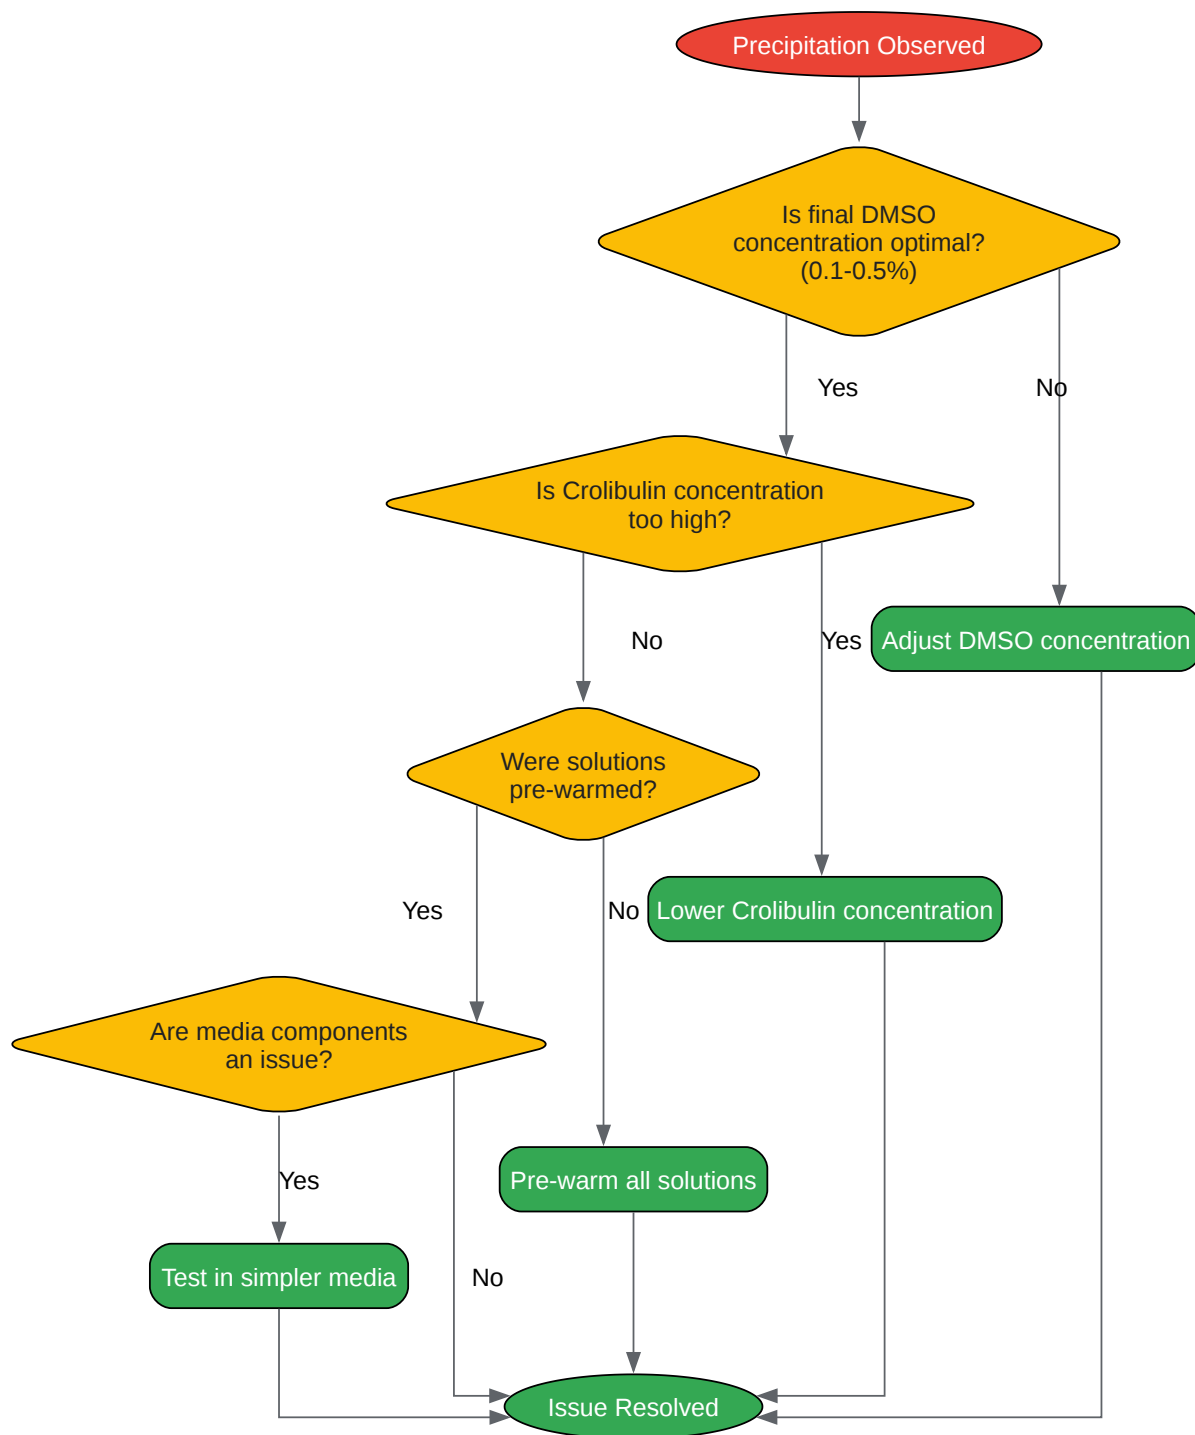 Precipitation Observed
Is final DMSO
concentration optimal?
(0.1-0.5%)
Yes
No
Is Crolibulin concentration
too high?
No
Yes
Adjust DMSO concentration
Were solutions
pre-warmed?
Yes
No
Lower Crolibulin concentration
Are media components
an issue?
Yes
Pre-warm all solutions
Test in simpler media
No
Issue Resolved